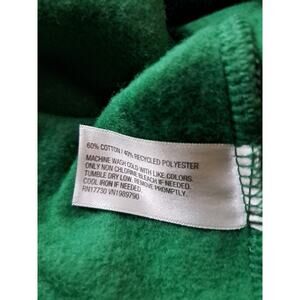 60% COTTON / 40% RECYCLED POLYESTER
MACHINE WASH COLD WITH LIKE COLORS.
ONLY NON CHLORINE BLEACH IF NEEDED.
TUMBLE DRY LOW. REMOVE PROMPTLY.
COOL IRON IF NEEDED.
RN17730 VN1989790